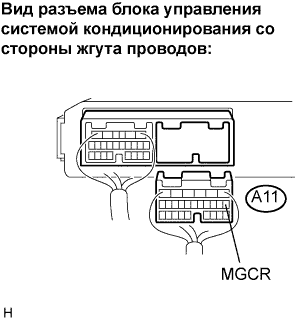 Вид разъема блока управления
системой кондиционирования со
стороны жгута проводов:
A11
MGCR
H